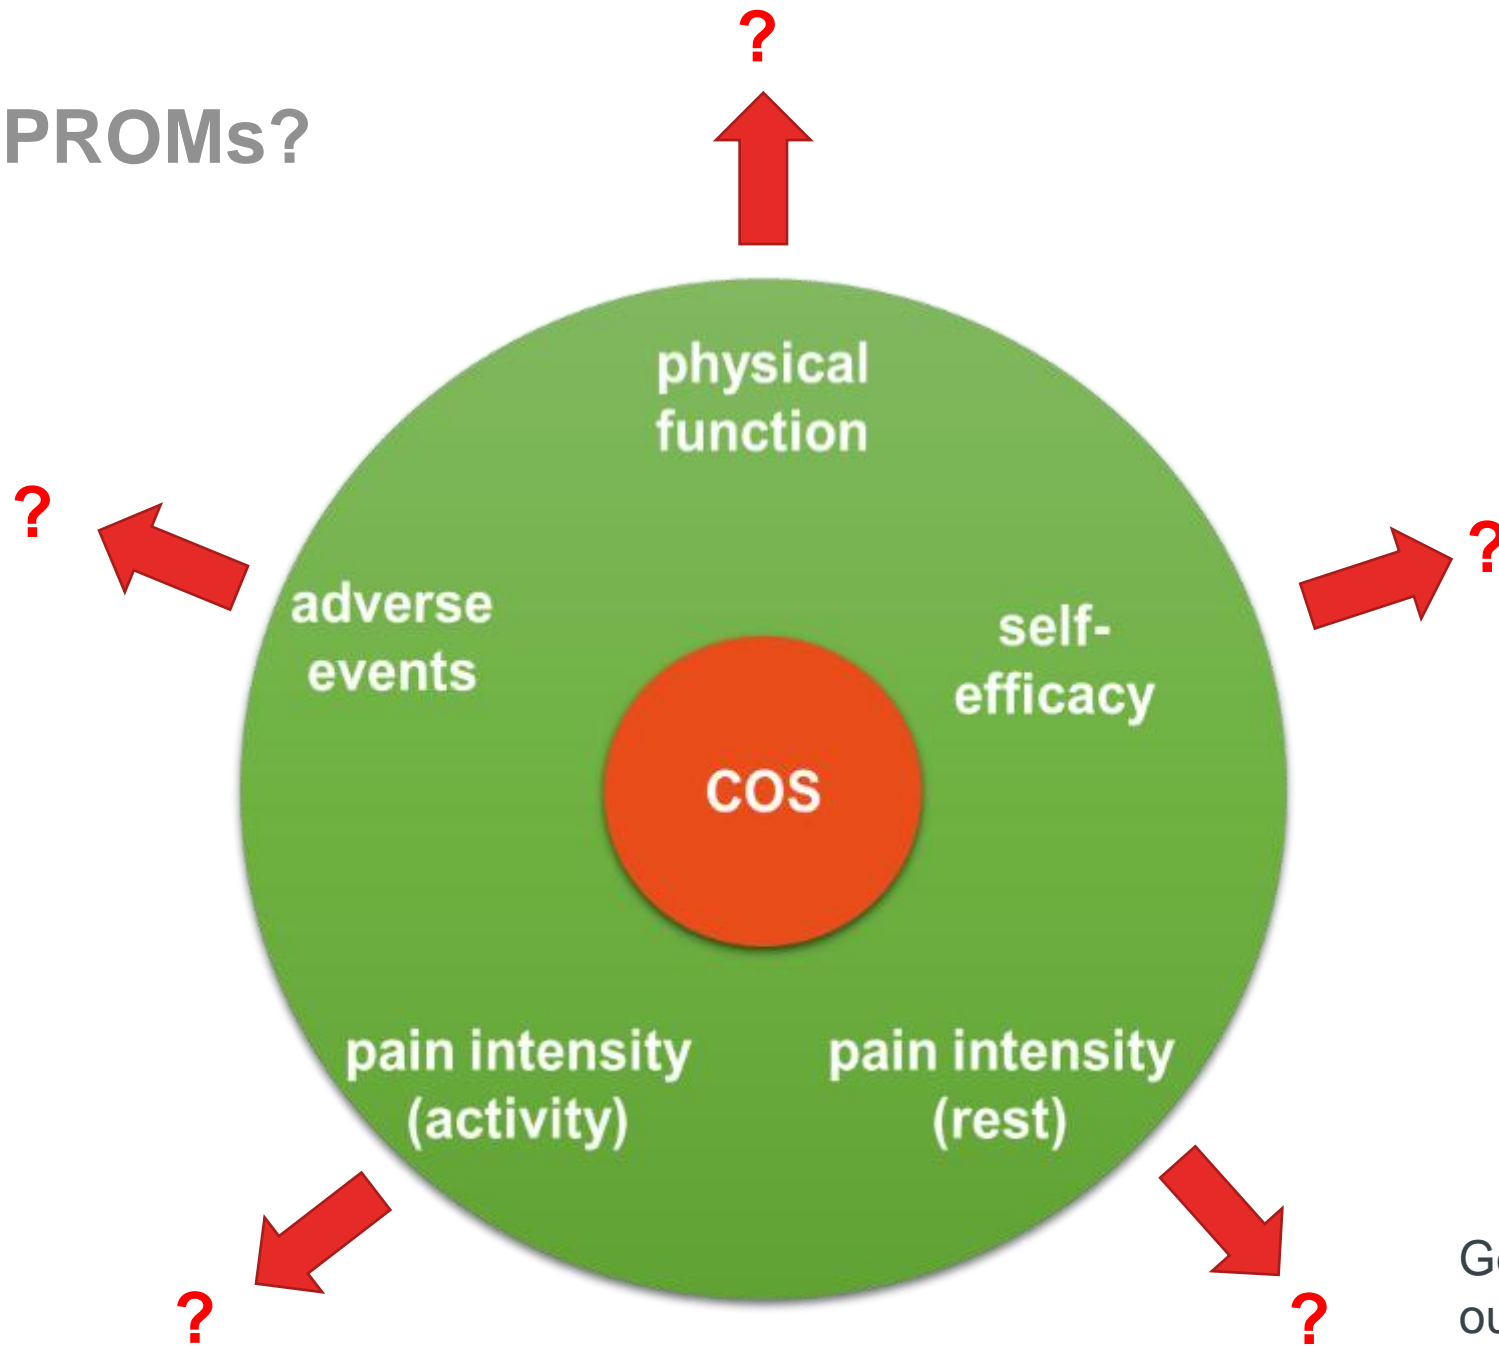 ?
PROMs?
physical
function
?
?
adverse
events
self-
efficacy
COS
pain intensity
(activity)
pain intensity
(rest)
?
?